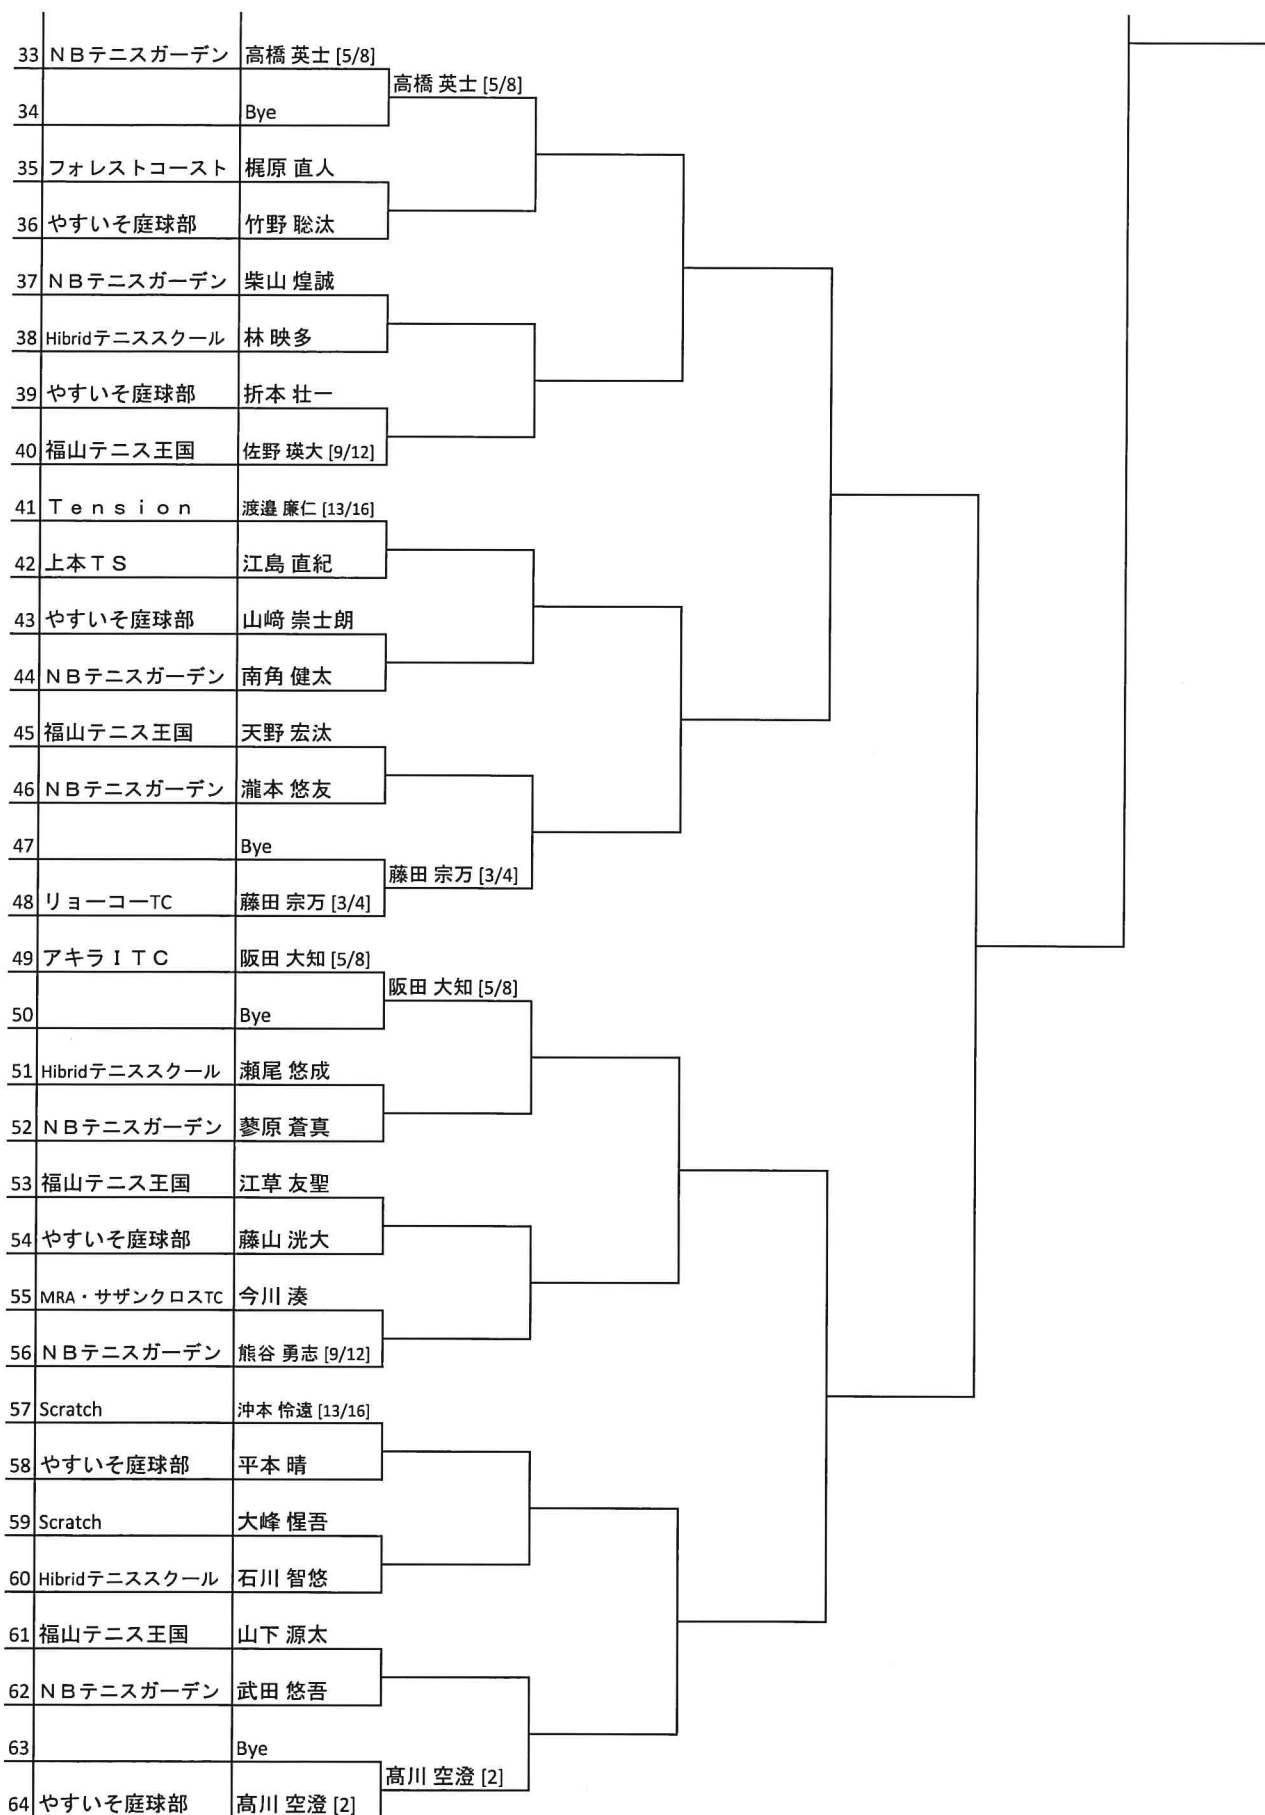 33 ＮＢテニスガーデン 高橋 英士 [5/8]
高橋 英士 [5/8]
34 Bye
35 フォレストコースト 梶原 直人
36 やすいそ庭球部 竹野 聡汰
37 ＮＢテニスガーデン 柴山 煌誠
38 Hibridテニススクール 林 映多
39 やすいそ庭球部 折本 壮一
40 福山テニス王国 佐野 瑛大 [9/12]
41 Ｔｅｎｓｉｏｎ 渡邉 廉仁 [13/16]
42 上本ＴＳ 江島 直紀
43 やすいそ庭球部 山﨑 崇士朗
44 ＮＢテニスガーデン 南角 健太
45 福山テニス王国 天野 宏汰
46 ＮＢテニスガーデン 瀧本 悠友
47 Bye
藤田 宗万 [3/4]
48 リョーコーTC 藤田 宗万 [3/4]
49 アキラＩＴＣ 阪田 大知 [5/8]
阪田 大知 [5/8]
50 Bye
51 Hibridテニススクール 瀬尾 悠成
52 ＮＢテニスガーデン 蓼原 蒼真
53 福山テニス王国 江草 友聖
54 やすいそ庭球部 藤山 洸大
55 MRA・サザンクロスTC 今川 湊
56 ＮＢテニスガーデン 熊谷 勇志 [9/12]
57 Scratch 沖本 怜遠 [13/16]
58 やすいそ庭球部 平本 晴
59 Scratch 大峰 惺吾
60 Hibridテニススクール 石川 智悠
61 福山テニス王国 山下 源太
62 ＮＢテニスガーデン 武田 悠吾
63 Bye
髙川 空澄 [2]
64 やすいそ庭球部 髙川 空澄 [2]